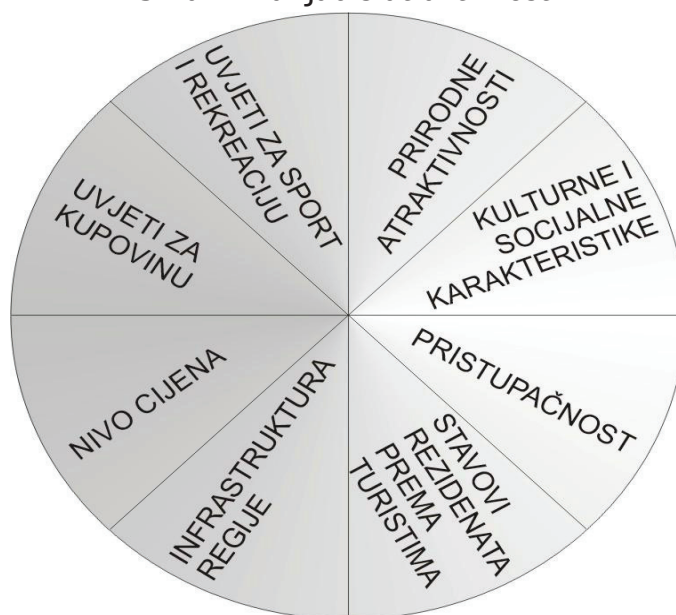 PRIRODNE
ATRAKTIVNOSTI
KULTURNE I
SOCIJALNE
KARAKTERISTIKE
PRISTUPAČNOST
STAVOVI
REZIDENATA
PREMA
TURISTIMA
INFRASTRUKTURA
REGIJE
NIVO CIJENA
UVJETI ZA
KUPOVINU
UVJETI ZA SPORT
I REKREACIJU